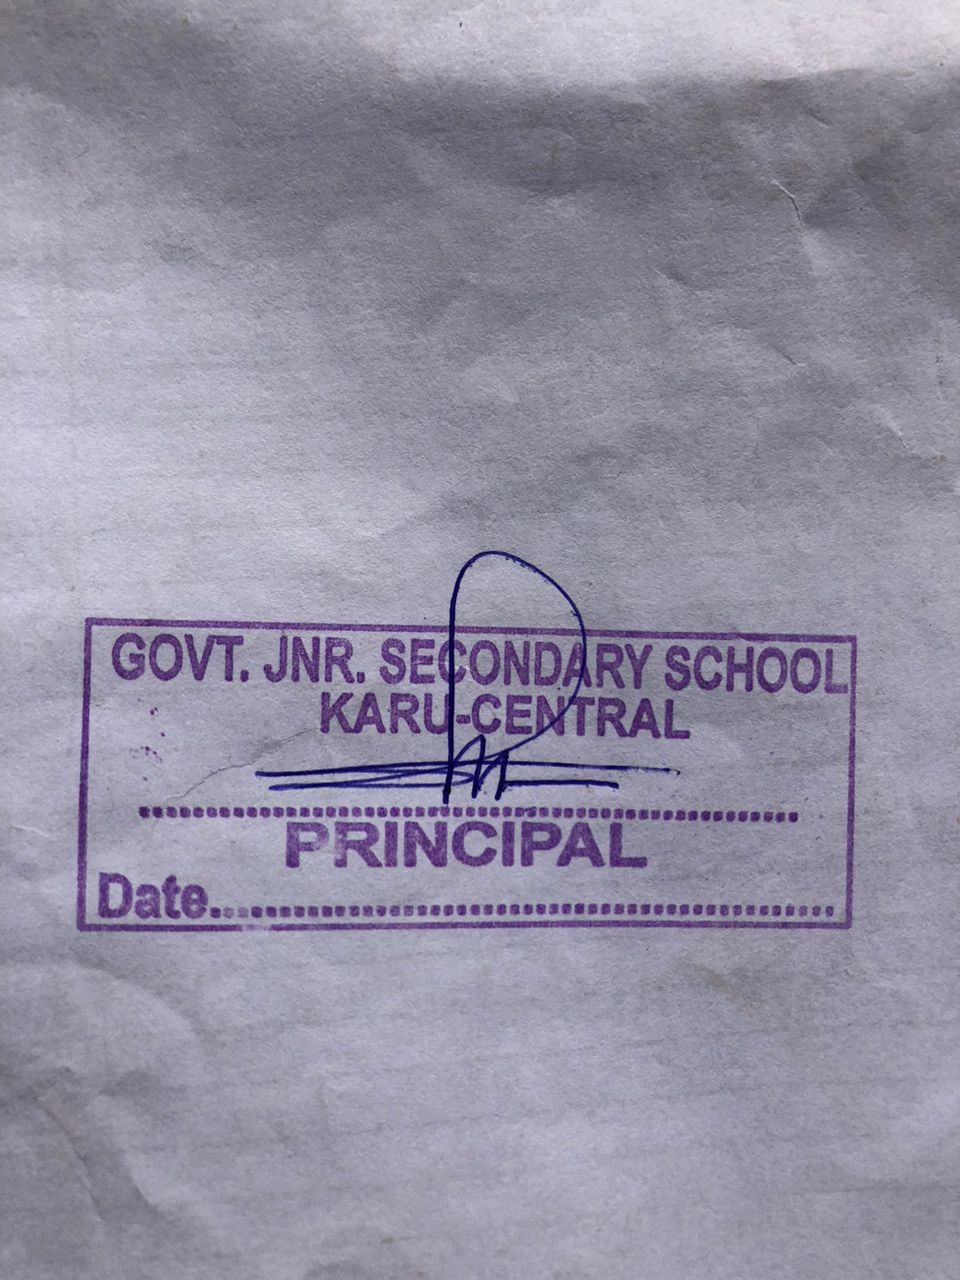 GOVT. JNR. SECONDARY SCHOOL
KARU-CENTRAL
PRINCIPAL
Date..............................